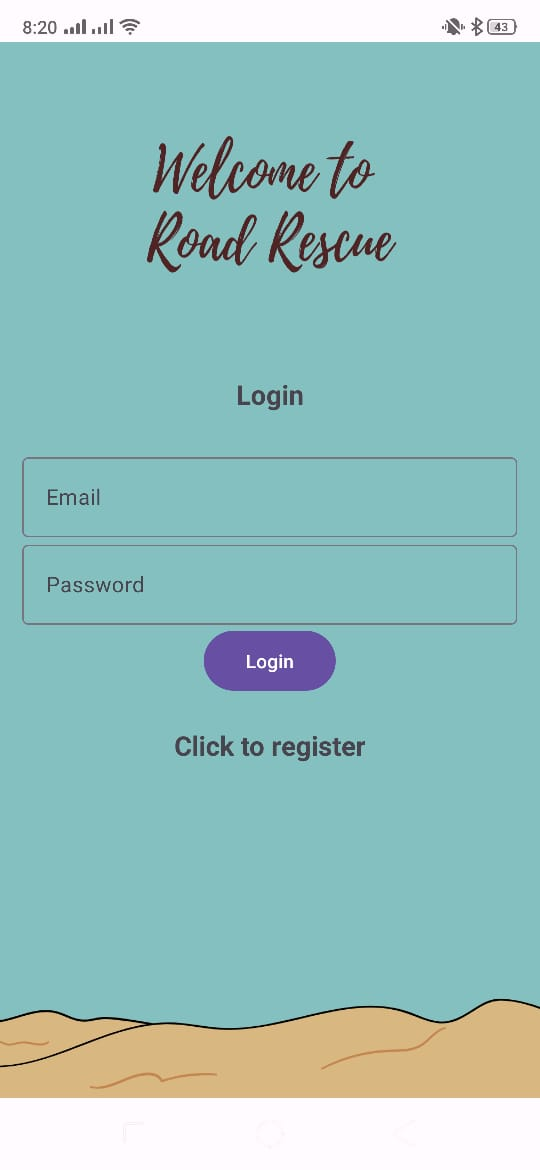 8:20
43
Welcome to
Road Rescue
Login
Email
Password
Login
Click to register